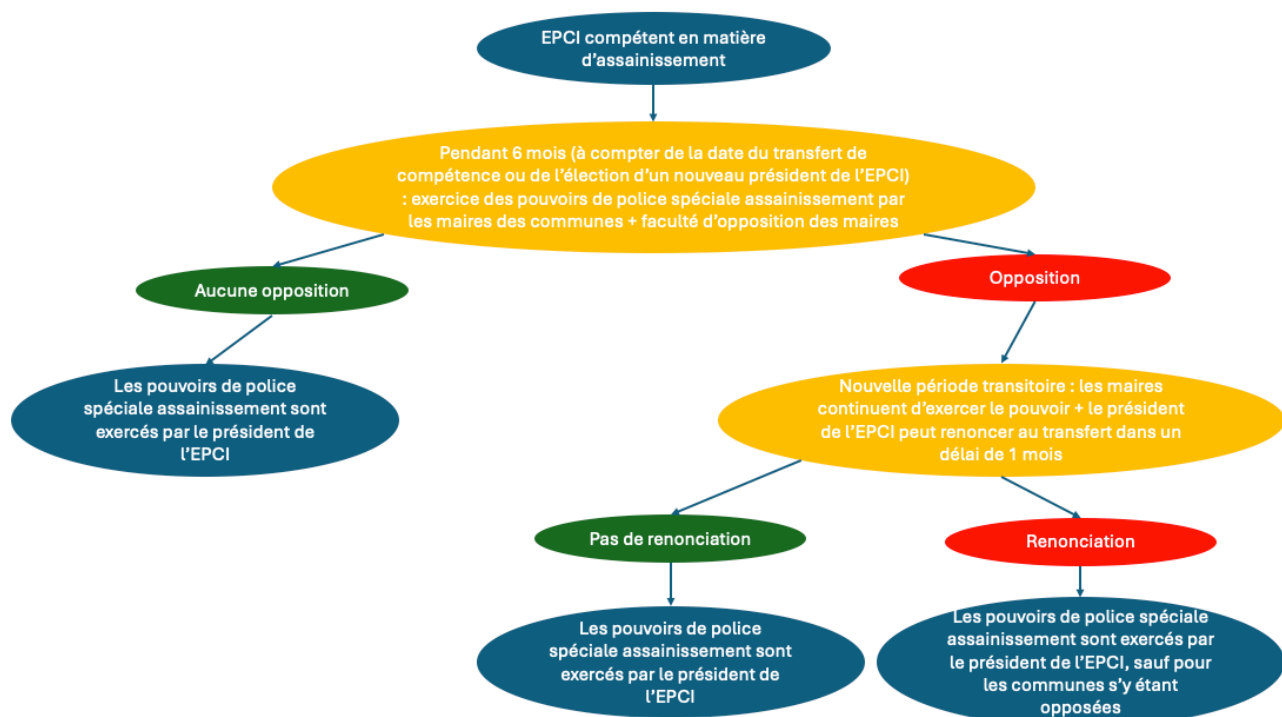 EPCI compétent en matière
d'assainissement
Pendant 6 mois (à compter de la date du transfert de
compétence ou de l'élection d'un nouveau président de l'EPCI)
: exercice des pouvoirs de police spéciale assainissement par
les maires des communes + faculté d'opposition des maires
Aucune opposition
Opposition
Les pouvoirs de police
spéciale assainissement sont
exercés par le président de
l'EPCI
Nouvelle période transitoire : les maires
continuent d'exercer le pouvoir + le président
de l'EPCI peut renoncer au transfert dans un
délai de 1 mois
Pas de renonciation
Renonciation
Les pouvoirs de police
spéciale assainissement sont
exercés par le président de
l'EPCI
Les pouvoirs de police spéciale
assainissement sont exercés par
le président de l'EPCI, sauf pour
les communes s'y étant
opposées